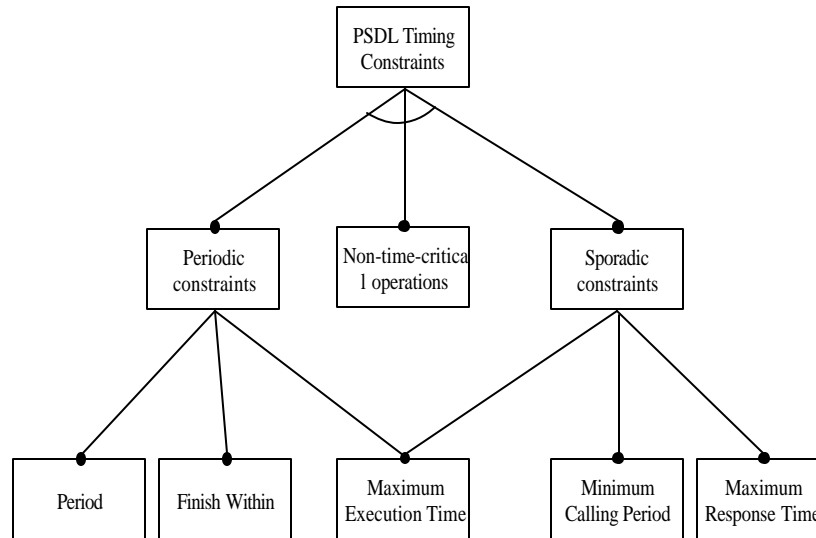 PSDL Timing
Constraints
Periodic
constraints
Non-time-critica
l operations
Sporadic
constraints
Period
Finish Within
Maximum
Execution Time
Minimum
Calling Period
Maximum
Response Time